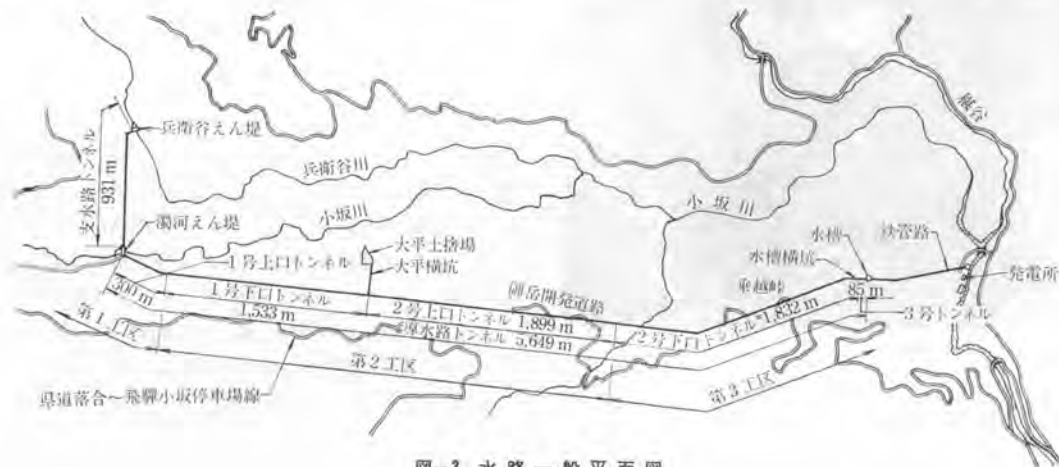 兵衛谷えん堤
支水路トンネル
931 m
濁河えん堤
兵衛谷川
小坂川
小坂川
大平土捨場
大平横坑
1号上口トンネル
300 m
1号下口トンネル
1,533 m
2号上口トンネル 1,899 m
導水路トンネル 5,649 m
御岳開発道路
垂越峠
2号下口トンネル 1,832 m
水槽横坑
水槽
鉄管路
85 m
発電所
3号トンネル
第1工区
第2工区
第3工区
県道落合〜飛騨小坂停車場線
図-3 水路一般平面図